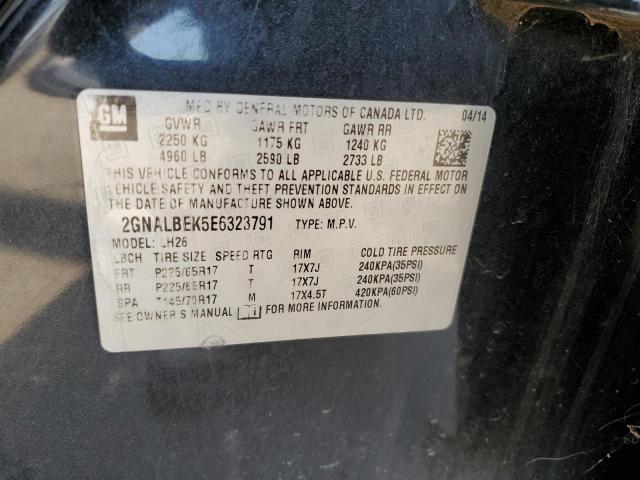 GM MFD BY GENERAL MOTORS OF CANADA LTD. 04/14
GVWR GAWR FRT GAWR RR
2250 KG 1175 KG 1240 KG
4960 LB 2590 LB 2733 LB
THIS VEHICLE CONFORMS TO ALL APPLICABLE U.S. FEDERAL MOTOR
VEHICLE SAFETY AND THEFT PREVENTION STANDARDS IN EFFECT ON
THE DATE OF MANUFACTURE SHOWN ABOVE.
2GNALBEK5E6323791 TYPE: M.P.V.
MODEL: LH26
LBCH TIRE SIZE SPEED RTG RIM COLD TIRE PRESSURE
FRT P225/65R17 T 17X7J 240KPA(35PSI)
RR P225/65R17 T 17X7J 240KPA(35PSI)
SPA T145/70R17 M 17X4.5T 420KPA(60PSI)
SEE OWNER'S MANUAL FOR MORE INFORMATION.